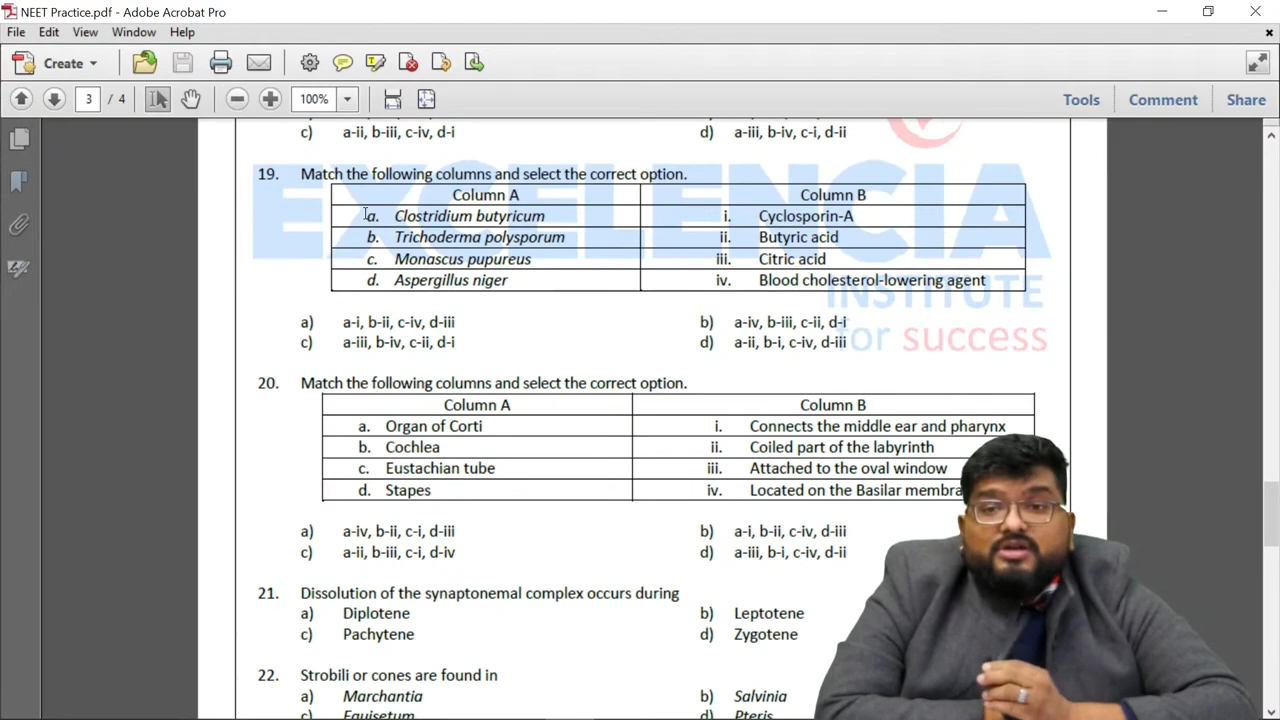 NEET Practice.pdf - Adobe Acrobat Pro
File Edit View Window Help
Create
3 / 4 100% Tools Comment Share
c) a-ii, b-iii, c-iv, d-i d) a-iii, b-iv, c-i, d-ii
EXCELENCIA
INSTITUTE
for success
19. Match the following columns and select the correct option.
Column A Column B
a. Clostridium butyricum i. Cyclosporin-A
b. Trichoderma polysporum ii. Butyric acid
c. Monascus pupureus iii. Citric acid
d. Aspergillus niger iv. Blood cholesterol-lowering agent
a) a-i, b-ii, c-iv, d-iii b) a-iv, b-iii, c-ii, d-i
c) a-iii, b-iv, c-ii, d-i d) a-ii, b-i, c-iv, d-iii
20. Match the following columns and select the correct option.
Column A Column B
a. Organ of Corti i. Connects the middle ear and pharynx
b. Cochlea ii. Coiled part of the labyrinth
c. Eustachian tube iii. Attached to the oval window
d. Stapes iv. Located on the Basilar membra
a) a-iv, b-ii, c-i, d-iii b) a-i, b-ii, c-iv, d-iii
c) a-ii, b-iii, c-i, d-iv d) a-iii, b-i, c-iv, d-ii
21. Dissolution of the synaptonemal complex occurs during
a) Diplotene b) Leptotene
c) Pachytene d) Zygotene
22. Strobili or cones are found in
a) Marchantia b) Salvinia
c) Equisetum d) Pteris